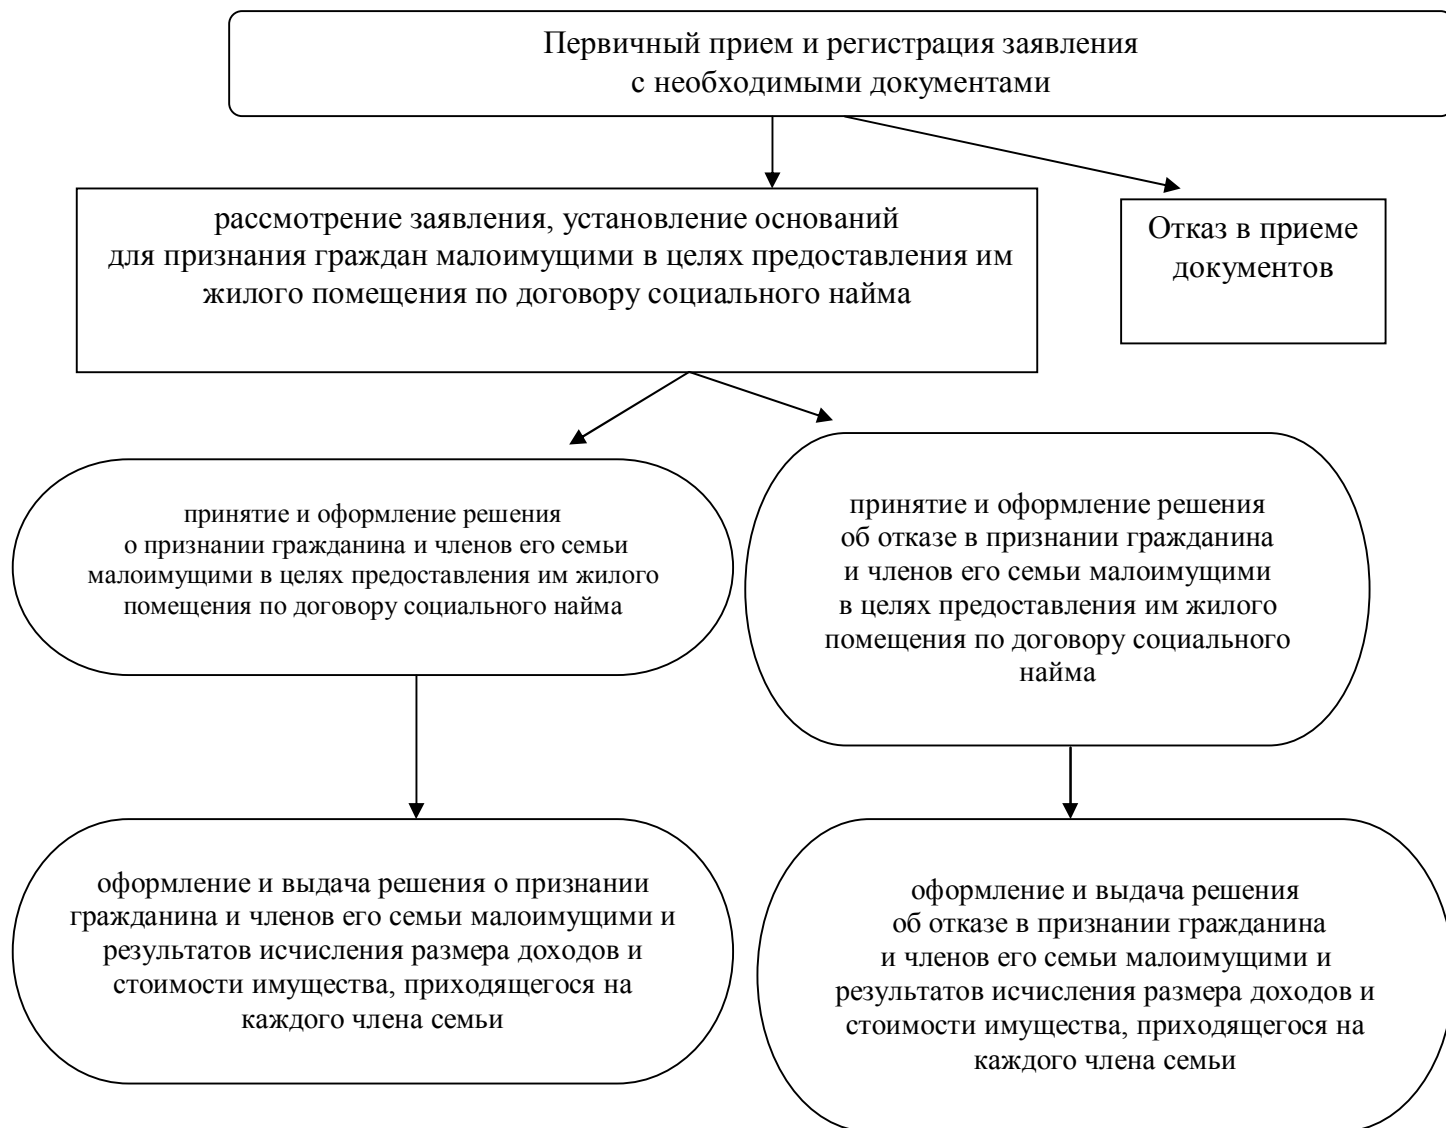 Первичный прием и регистрация заявления
с необходимыми документами
рассмотрение заявления, установление оснований
для признания граждан малоимущими в целях предоставления им
жилого помещения по договору социального найма
Отказ в приеме
документов
принятие и оформление решения
о признании гражданина и членов его семьи
малоимущими в целях предоставления им жилого
помещения по договору социального найма
принятие и оформление решения
об отказе в признании гражданина
и членов его семьи малоимущими
в целях предоставления им жилого
помещения по договору социального
найма
оформление и выдача решения о признании
гражданина и членов его семьи малоимущими и
результатов исчисления размера доходов и
стоимости имущества, приходящегося на
каждого члена семьи
оформление и выдача решения
об отказе в признании гражданина
и членов его семьи малоимущими и
результатов исчисления размера доходов и
стоимости имущества, приходящегося на
каждого члена семьи